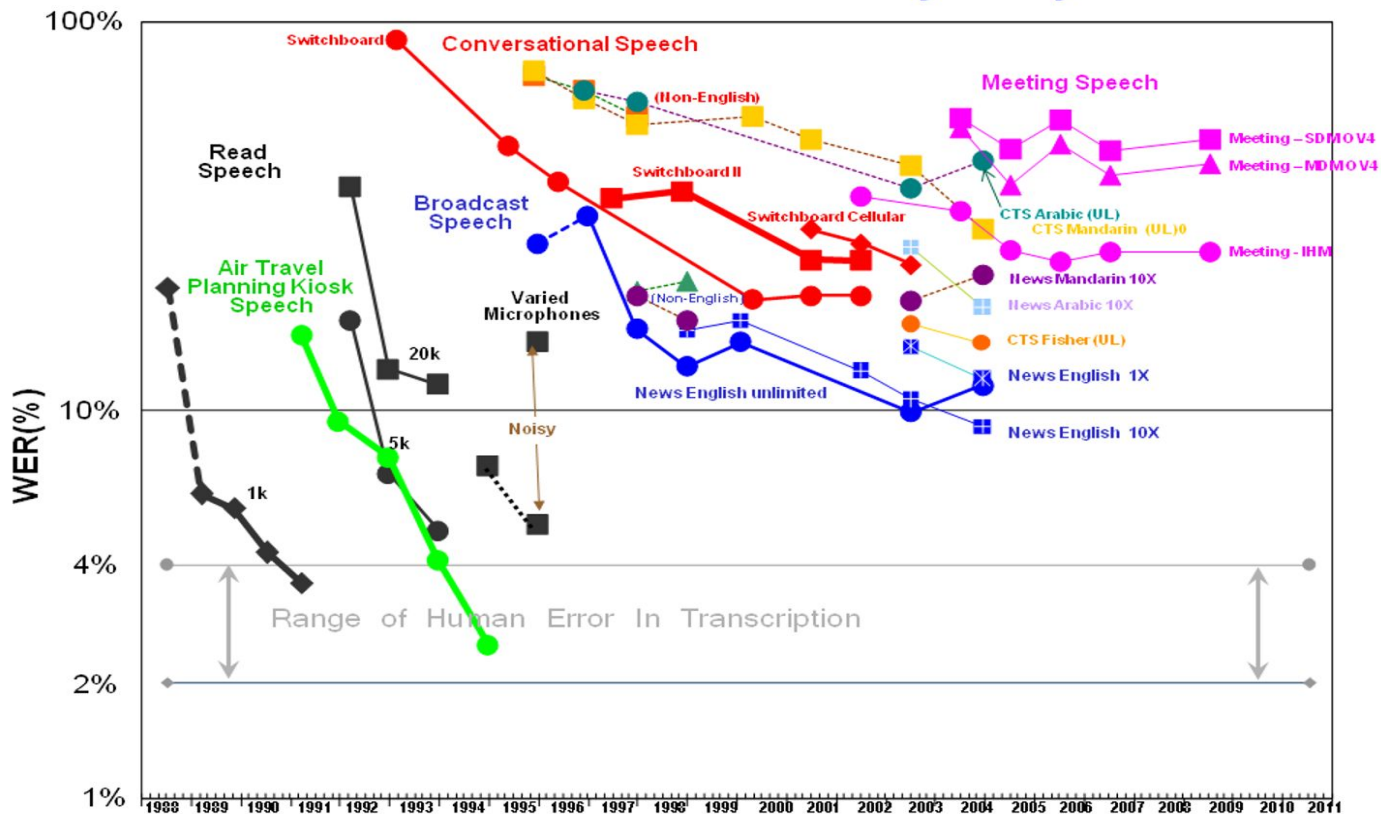 100%
Switchboard
Conversational Speech
(Non-English)
Meeting Speech
Meeting – SDM OV4
Meeting – MDM OV4
Read
Speech
Switchboard II
Broadcast
Speech
Switchboard Cellular
CTS Arabic (UL)
CTS Mandarin (UL)0
Meeting - IHM
Air Travel
Planning Kiosk
Speech
Varied
Microphones
(Non-English)
News Mandarin 10X
News Arabic 10X
CTS Fisher (UL)
20k
News English unlimited
News English 1X
10%
Noisy
News English 10X
5k
1k
WER(%)
4%
Range of Human Error In Transcription
2%
1%
1988 1989 1990 1991 1992 1993 1994 1995 1996 1997 1998 1999 2000 2001 2002 2003 2004 2005 2006 2007 2008 2009 2010 2011